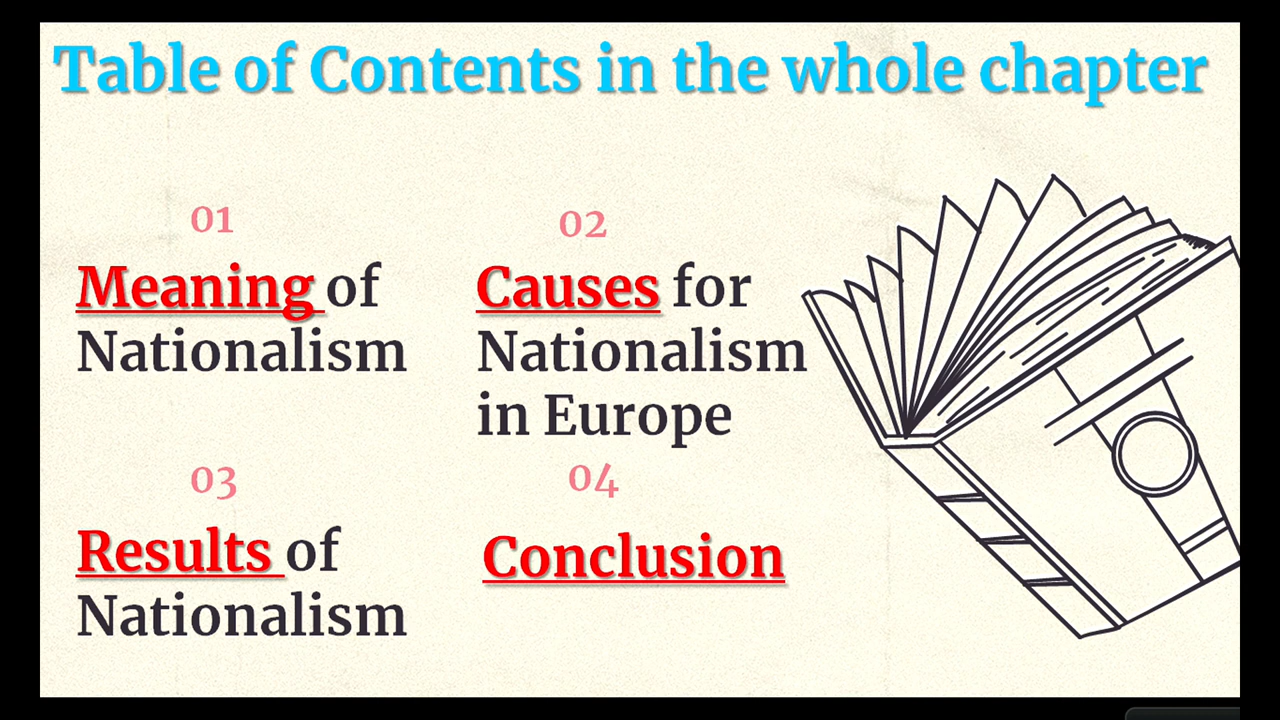 Table of Contents in the whole chapter
01
Meaning of
Nationalism
02
Causes for
Nationalism
in Europe
03
Results of
Nationalism
04
Conclusion